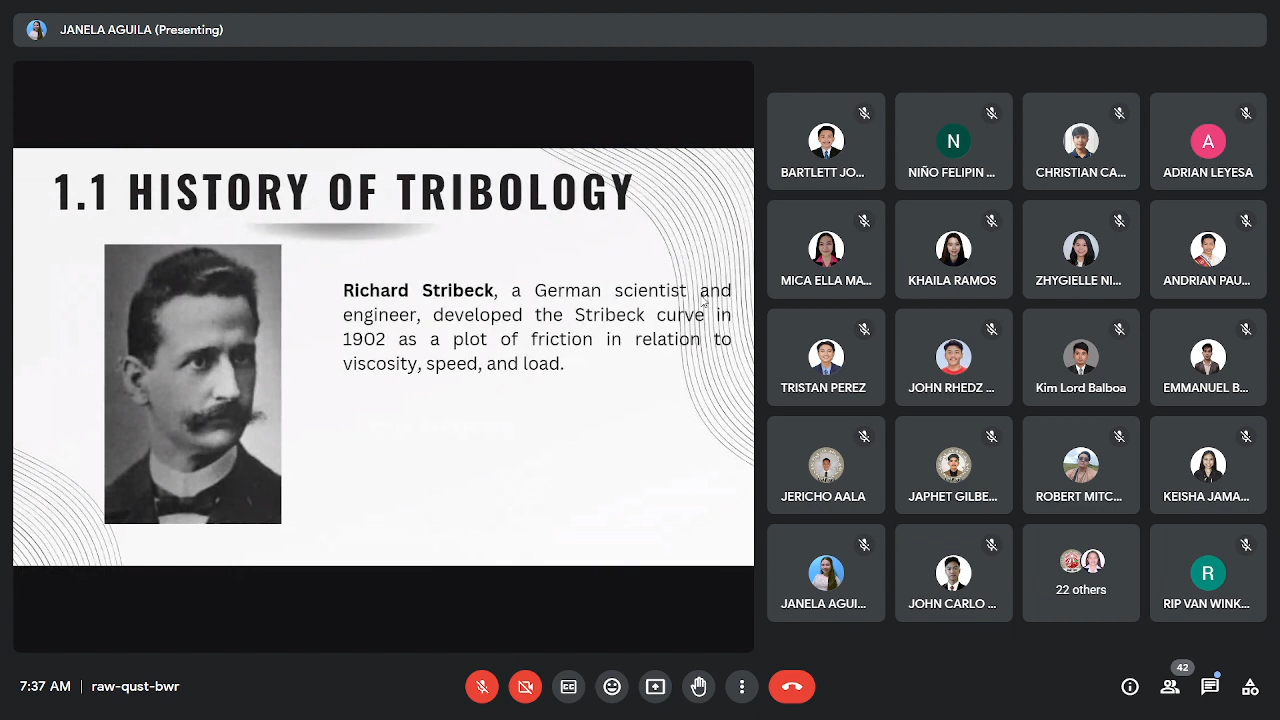 JANELA AGUILA (Presenting)
1.1 HISTORY OF TRIBOLOGY
Richard Stribeck, a German scientist and
engineer, developed the Stribeck curve in
1902 as a plot of friction in relation to
viscosity, speed, and load.
BARTLETT JO...
N
NIÑO FELIPIN ...
CHRISTIAN CA...
A
ADRIAN LEYESA
MICA ELLA MA...
KHAILA RAMOS
ZHYGIELLE NI...
ANDRIAN PAU...
TRISTAN PEREZ
JOHN RHEDZ ...
Kim Lord Balboa
EMMANUEL B...
JERICHO AALA
JAPHET GILBE...
ROBERT MITC...
KEISHA JAMA...
JANELA AGUI...
JOHN CARLO ...
22 others
R
RIP VAN WINK...
7:37 AM | raw-qust-bwr
42